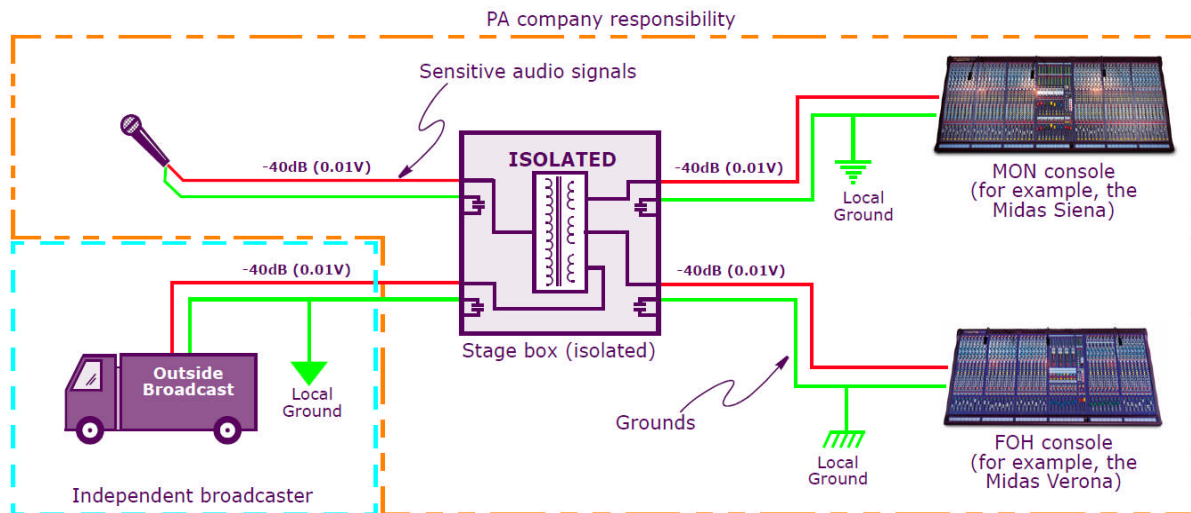 PA company responsibility
Sensitive audio signals
-40dB (0.01V)
ISOLATED
-40dB (0.01V)
Local
Ground
MON console
(for example, the
Midas Siena)
-40dB (0.01V)
-40dB (0.01V)
Stage box (isolated)
Outside
Broadcast
Local
Ground
Grounds
Local
Ground
FOH console
(for example, the
Midas Verona)
Independent broadcaster